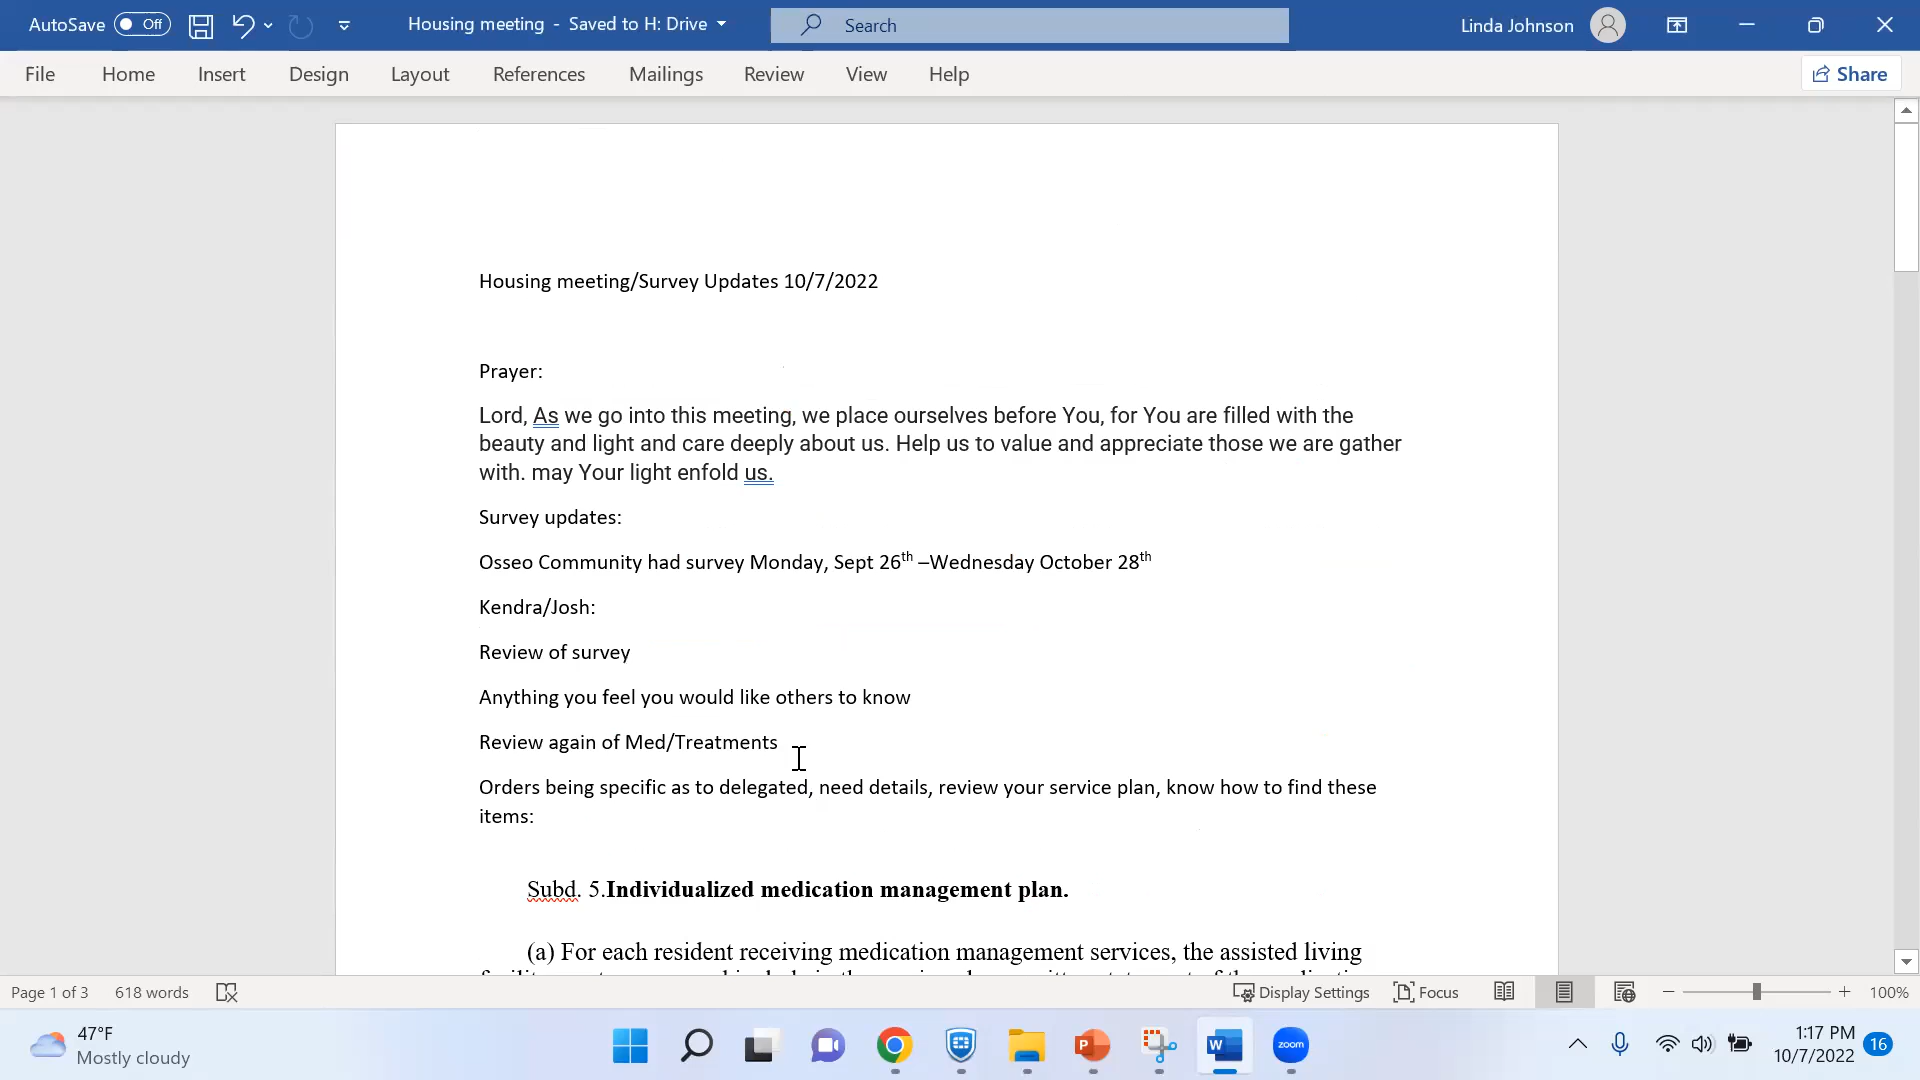 AutoSave Off Housing meeting - Saved to H: Drive Search Linda Johnson
File Home Insert Design Layout References Mailings Review View Help Share
Housing meeting/Survey Updates 10/7/2022
Prayer:
Lord, As we go into this meeting, we place ourselves before You, for You are filled with the
beauty and light and care deeply about us. Help us to value and appreciate those we are gather
with. may Your light enfold us.
Survey updates:
Osseo Community had survey Monday, Sept 26th –Wednesday October 28th
Kendra/Josh:
Review of survey
Anything you feel you would like others to know
Review again of Med/Treatments
Orders being specific as to delegated, need details, review your service plan, know how to find these
items:
Subd. 5.Individualized medication management plan.
(a) For each resident receiving medication management services, the assisted living
Page 1 of 3 618 words Display Settings Focus 100%
47°F
Mostly cloudy
zoom
1:17 PM
10/7/2022
16